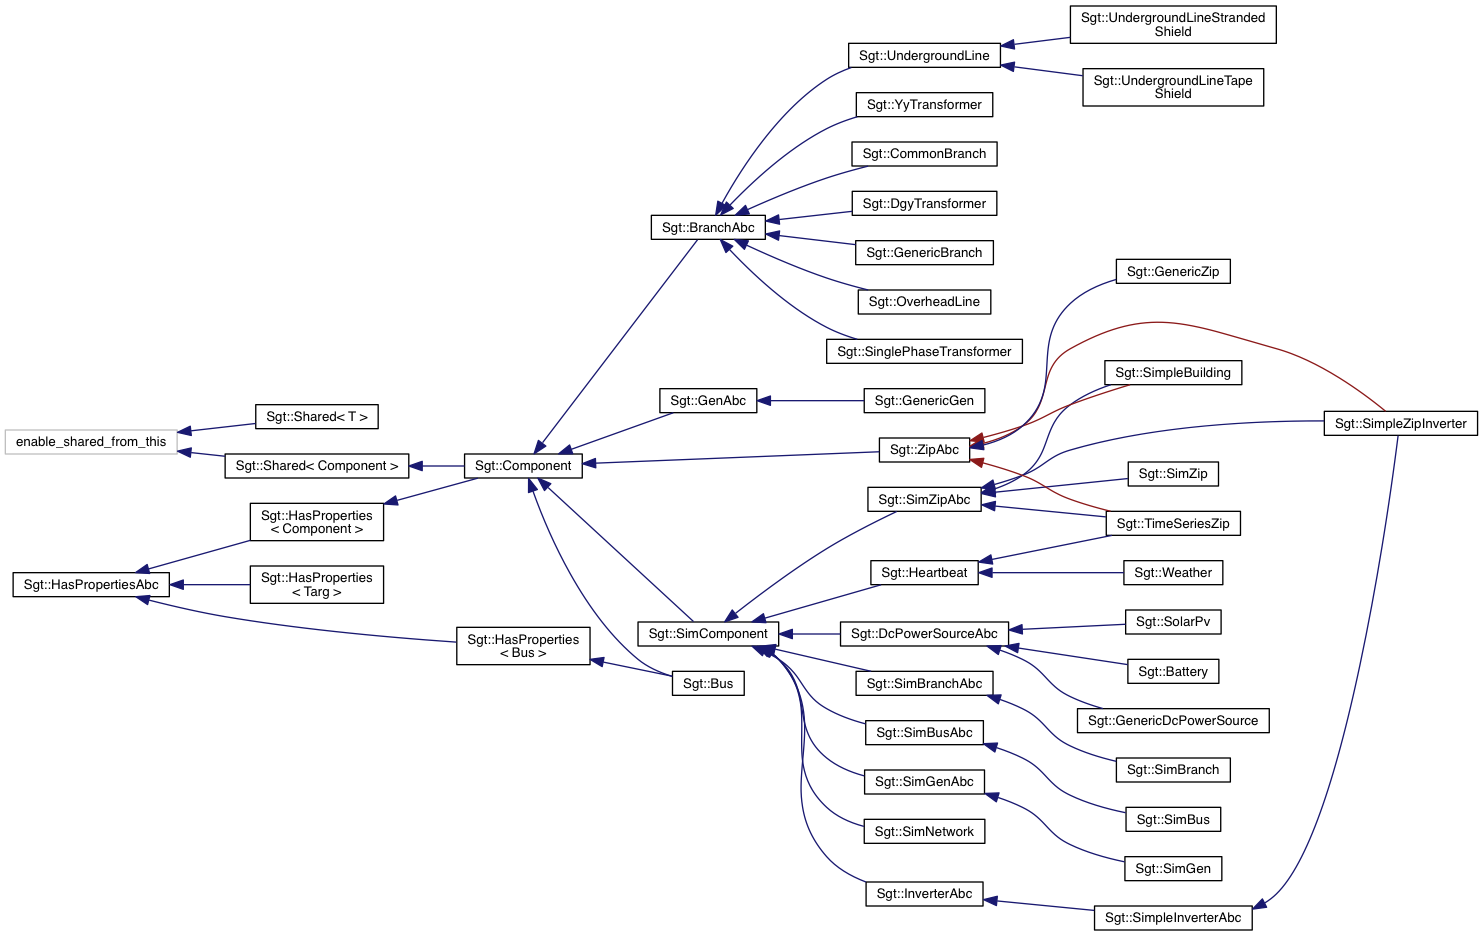 Sgt::UndergroundLineStranded
Shield
Sgt::UndergroundLine
Sgt::UndergroundLineTape
Shield
Sgt::YyTransformer
Sgt::CommonBranch
Sgt::DgyTransformer
Sgt::BranchAbc
Sgt::GenericBranch
Sgt::GenericZip
Sgt::OverheadLine
Sgt::SinglePhaseTransformer
Sgt::SimpleBuilding
Sgt::GenAbc
Sgt::GenericGen
Sgt::Shared< T >
Sgt::SimpleZipInverter
enable_shared_from_this
Sgt::ZipAbc
Sgt::Shared< Component >
Sgt::Component
Sgt::SimZip
Sgt::SimZipAbc
Sgt::HasProperties
< Component >
Sgt::TimeSeriesZip
Sgt::Heartbeat
Sgt::Weather
Sgt::HasPropertiesAbc
Sgt::HasProperties
< Targ >
Sgt::SolarPv
Sgt::SimComponent
Sgt::DcPowerSourceAbc
Sgt::HasProperties
< Bus >
Sgt::Battery
Sgt::Bus
Sgt::SimBranchAbc
Sgt::GenericDcPowerSource
Sgt::SimBusAbc
Sgt::SimBranch
Sgt::SimGenAbc
Sgt::SimBus
Sgt::SimNetwork
Sgt::SimGen
Sgt::InverterAbc
Sgt::SimpleInverterAbc